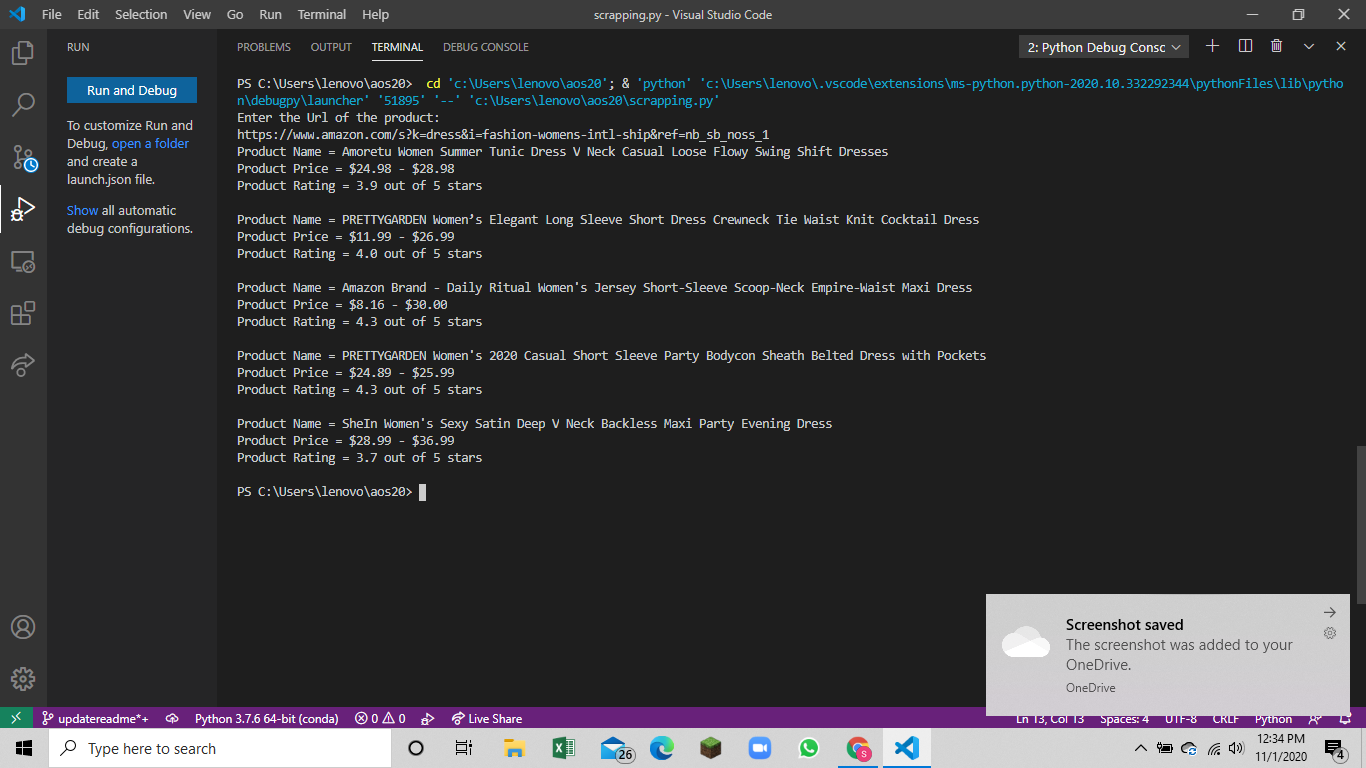 File Edit Selection View Go Run Terminal Help
scrapping.py - Visual Studio Code
RUN
PROBLEMS OUTPUT TERMINAL DEBUG CONSOLE
2: Python Debug Consc
Run and Debug
To customize Run and
Debug, open a folder
and create a
launch.json file.
Show all automatic
debug configurations.
PS C:\Users\lenovo\aos20> cd 'c:\Users\lenovo\aos20'; & 'python' 'c:\Users\lenovo\.vscode\extensions\ms-python.python-2020.10.332292344\pythonFiles\lib\pytho
n\debugpy\launcher' '51895' '--' 'c:\Users\lenovo\aos20\scrapping.py'
Enter the Url of the product:
https://www.amazon.com/s?k=dress&i=fashion-womens-intl-ship&ref=nb_sb_noss_1
Product Name = Amoretu Women Summer Tunic Dress V Neck Casual Loose Flowy Swing Shift Dresses
Product Price = $24.98 - $28.98
Product Rating = 3.9 out of 5 stars
Product Name = PRETTYGARDEN Women’s Elegant Long Sleeve Short Dress Crewneck Tie Waist Knit Cocktail Dress
Product Price = $11.99 - $26.99
Product Rating = 4.0 out of 5 stars
Product Name = Amazon Brand - Daily Ritual Women's Jersey Short-Sleeve Scoop-Neck Empire-Waist Maxi Dress
Product Price = $8.16 - $30.00
Product Rating = 4.3 out of 5 stars
Product Name = PRETTYGARDEN Women's 2020 Casual Short Sleeve Party Bodycon Sheath Belted Dress with Pockets
Product Price = $24.89 - $25.99
Product Rating = 4.3 out of 5 stars
Product Name = SheIn Women's Sexy Satin Deep V Neck Backless Maxi Party Evening Dress
Product Price = $28.99 - $36.99
Product Rating = 3.7 out of 5 stars
PS C:\Users\lenovo\aos20>
Screenshot saved
The screenshot was added to your
OneDrive.
OneDrive
updatereadme*+ Python 3.7.6 64-bit (conda) 0 0 Live Share
Ln 13, Col 13 Spaces: 4 UTF-8 CRLF Python
Type here to search
26
S
12:34 PM
11/1/2020
4